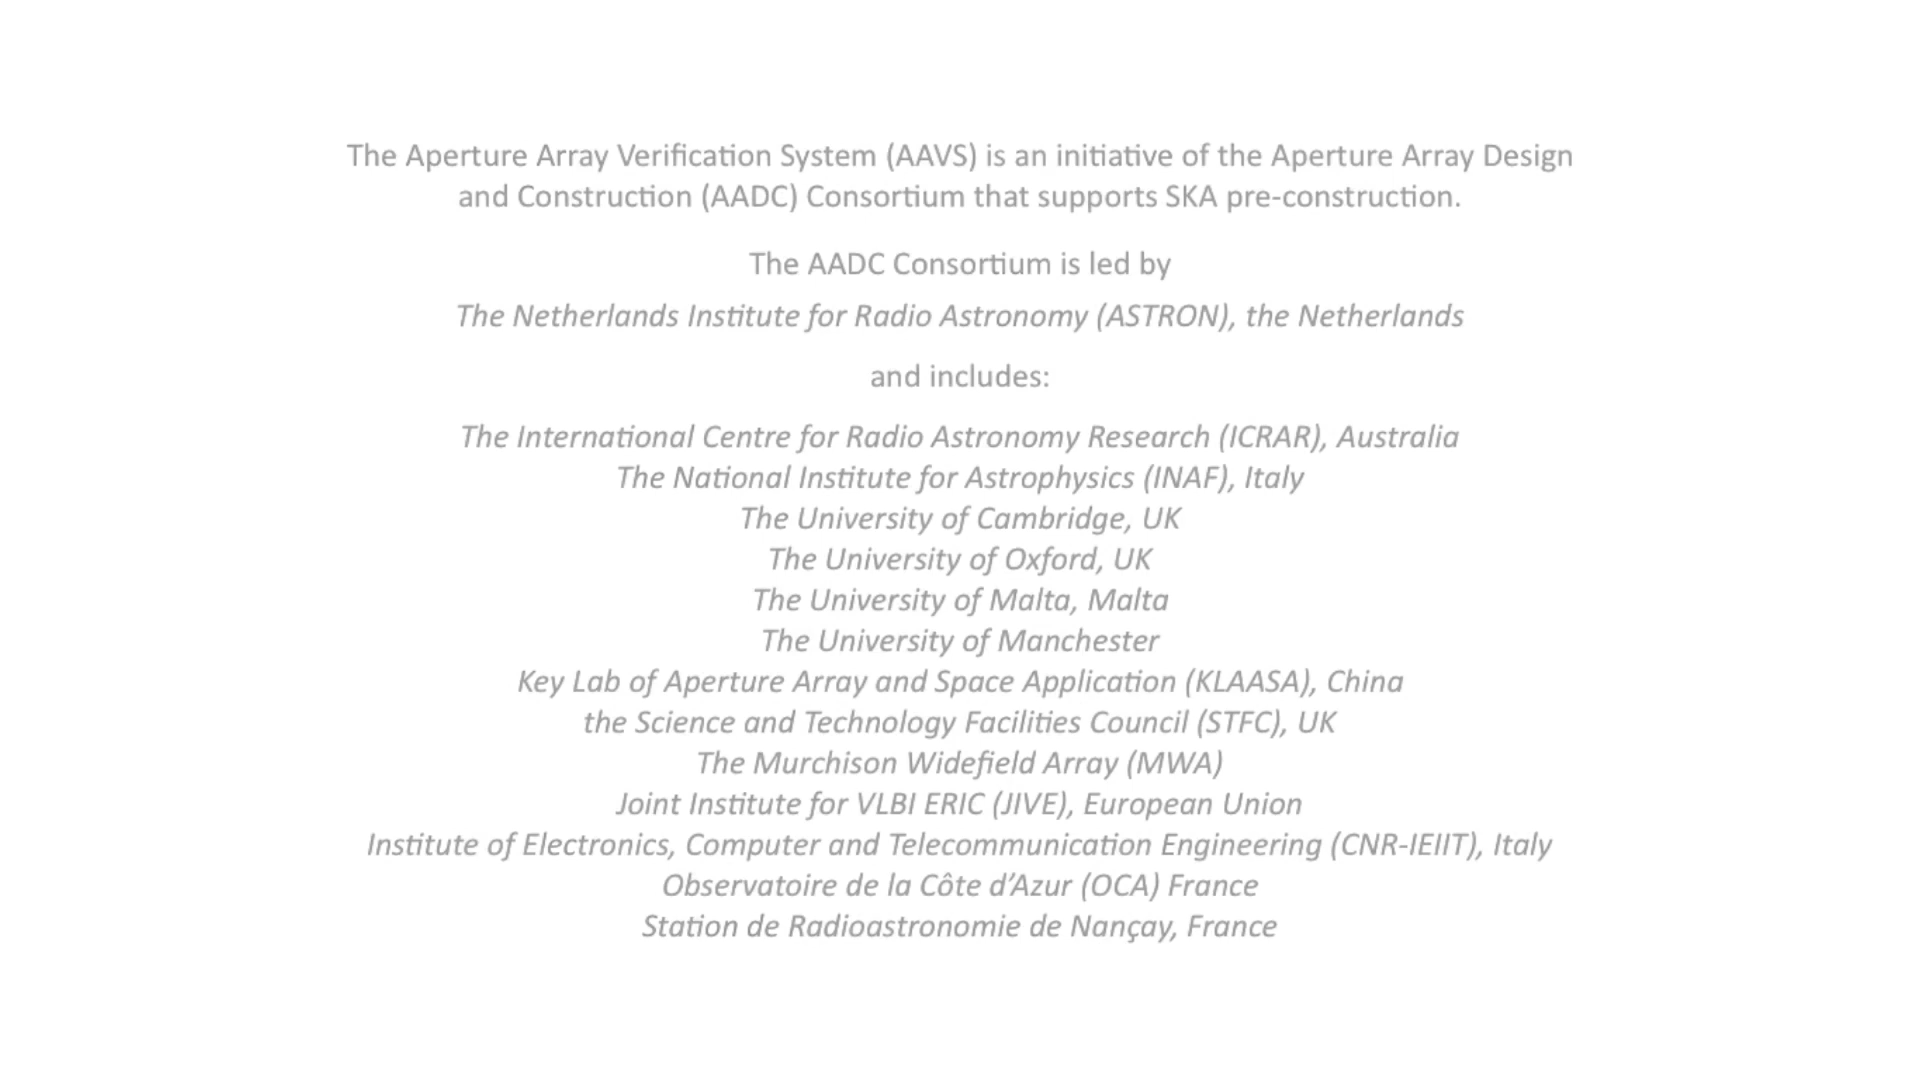 The Aperture Array Verification System (AAVS) is an initiative of the Aperture Array Design
and Construction (AADC) Consortium that supports SKA pre-construction.
The AADC Consortium is led by
The Netherlands Institute for Radio Astronomy (ASTRON), the Netherlands
and includes:
The International Centre for Radio Astronomy Research (ICRAR), Australia
The National Institute for Astrophysics (INAF), Italy
The University of Cambridge, UK
The University of Oxford, UK
The University of Malta, Malta
The University of Manchester
Key Lab of Aperture Array and Space Application (KLAASA), China
the Science and Technology Facilities Council (STFC), UK
The Murchison Widefield Array (MWA)
Joint Institute for VLBI ERIC (JIVE), European Union
Institute of Electronics, Computer and Telecommunication Engineering (CNR-IEIIT), Italy
Observatoire de la Côte d’Azur (OCA) France
Station de Radioastronomie de Nançay, France